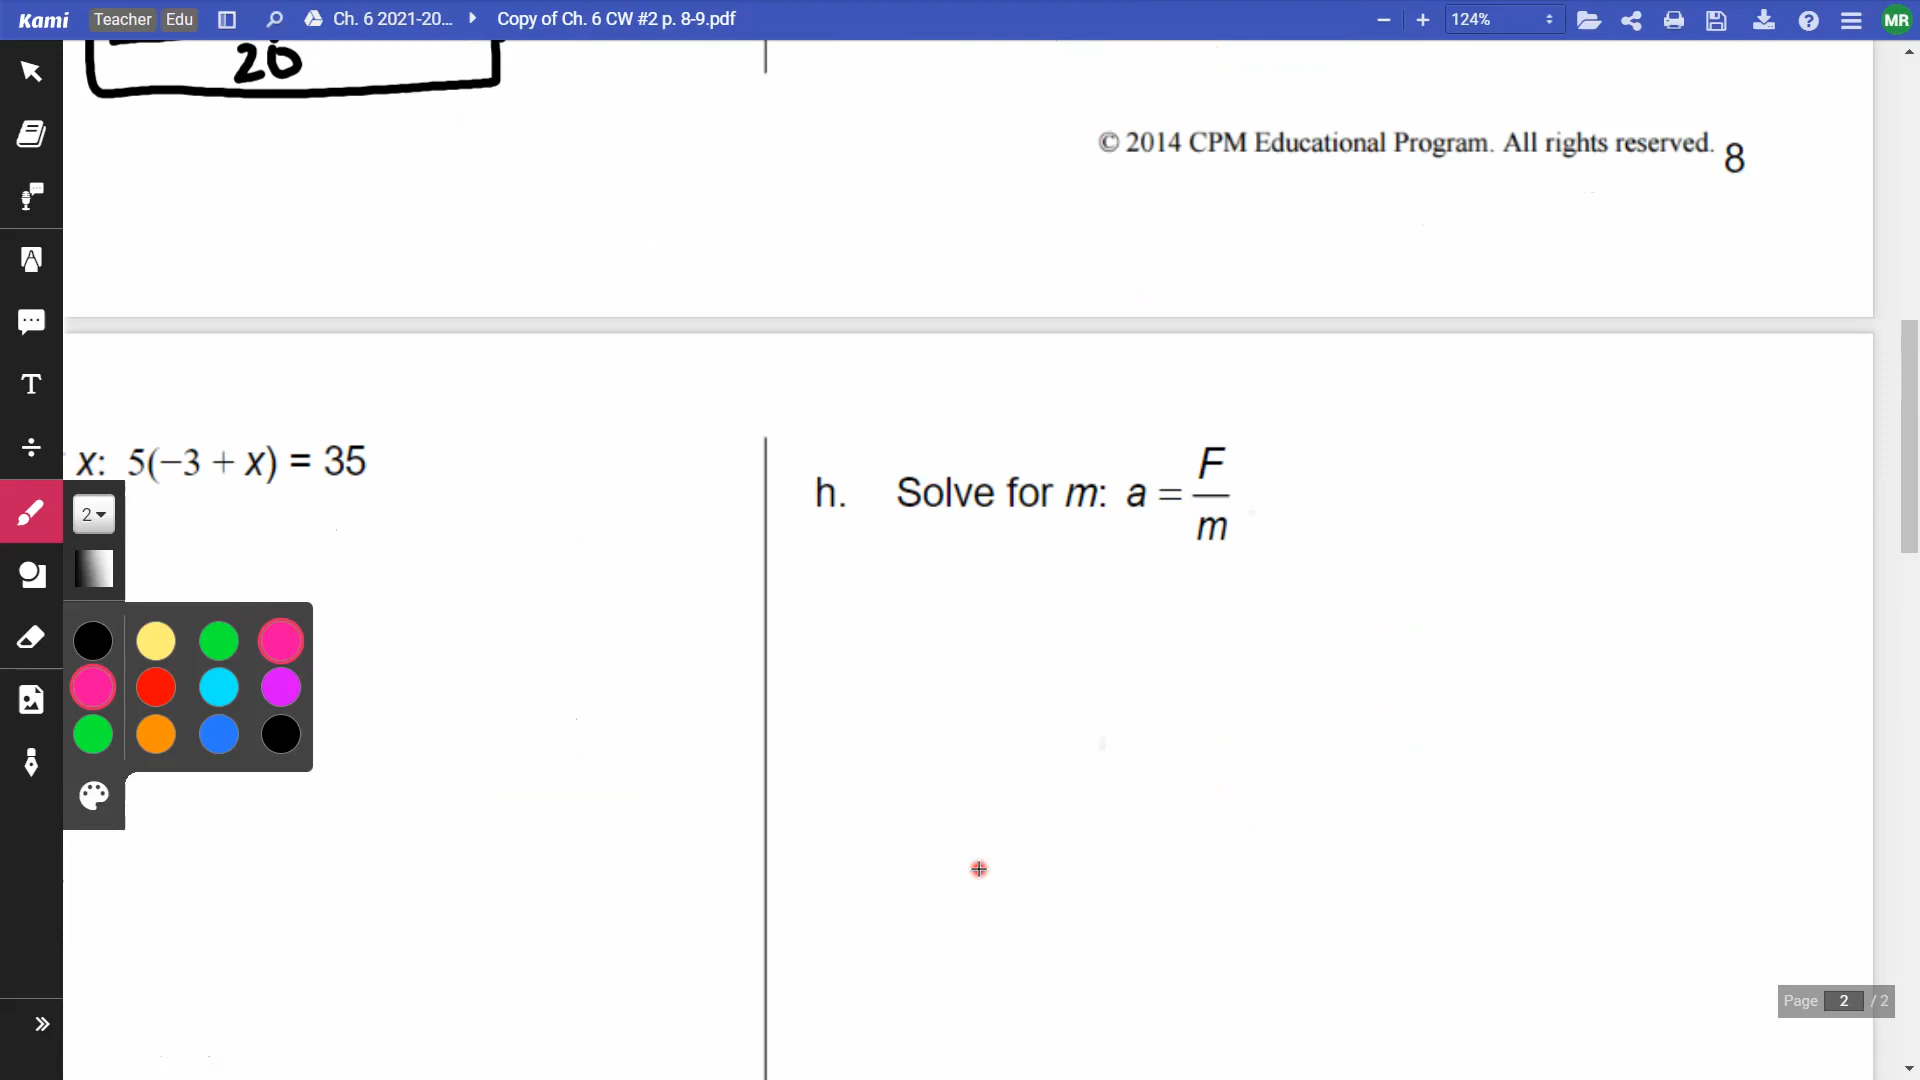 Kami Teacher Edu Ch. 6 2021-20... Copy of Ch. 6 CW #2 p. 8-9.pdf 124% MR
20
© 2014 CPM Educational Program. All rights reserved. 8
x: 5(−3 + x) = 35
h. Solve for m: a = F/m
2
T
Page 2 / 2